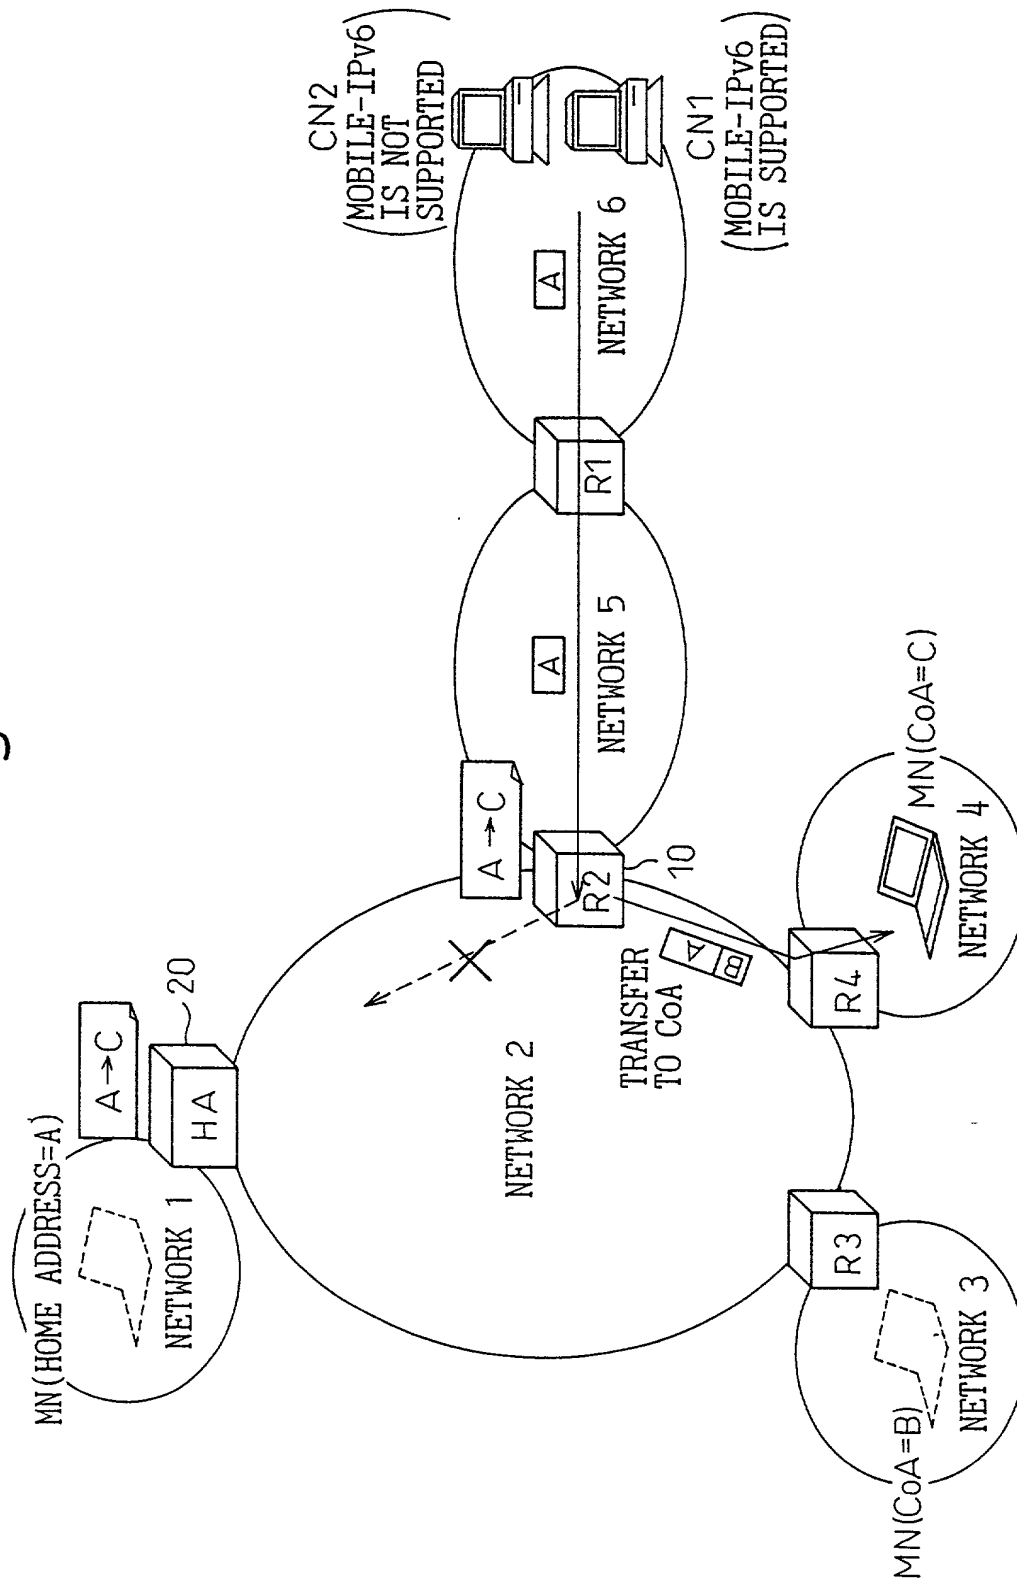 MN(HOME ADDRESS=A)
NETWORK 1
A→C
HA
20
NETWORK 2
MN(CoA=B)
NETWORK 3
R3
TRANSFER
TO CoA
B
A
R4
NETWORK 4
MN(CoA=C)
A→C
R2
10
A
NETWORK 5
R1
A
NETWORK 6
CN2
(MOBILE-IPv6
IS NOT
SUPPORTED)
CN1
(MOBILE-IPv6
IS SUPPORTED)